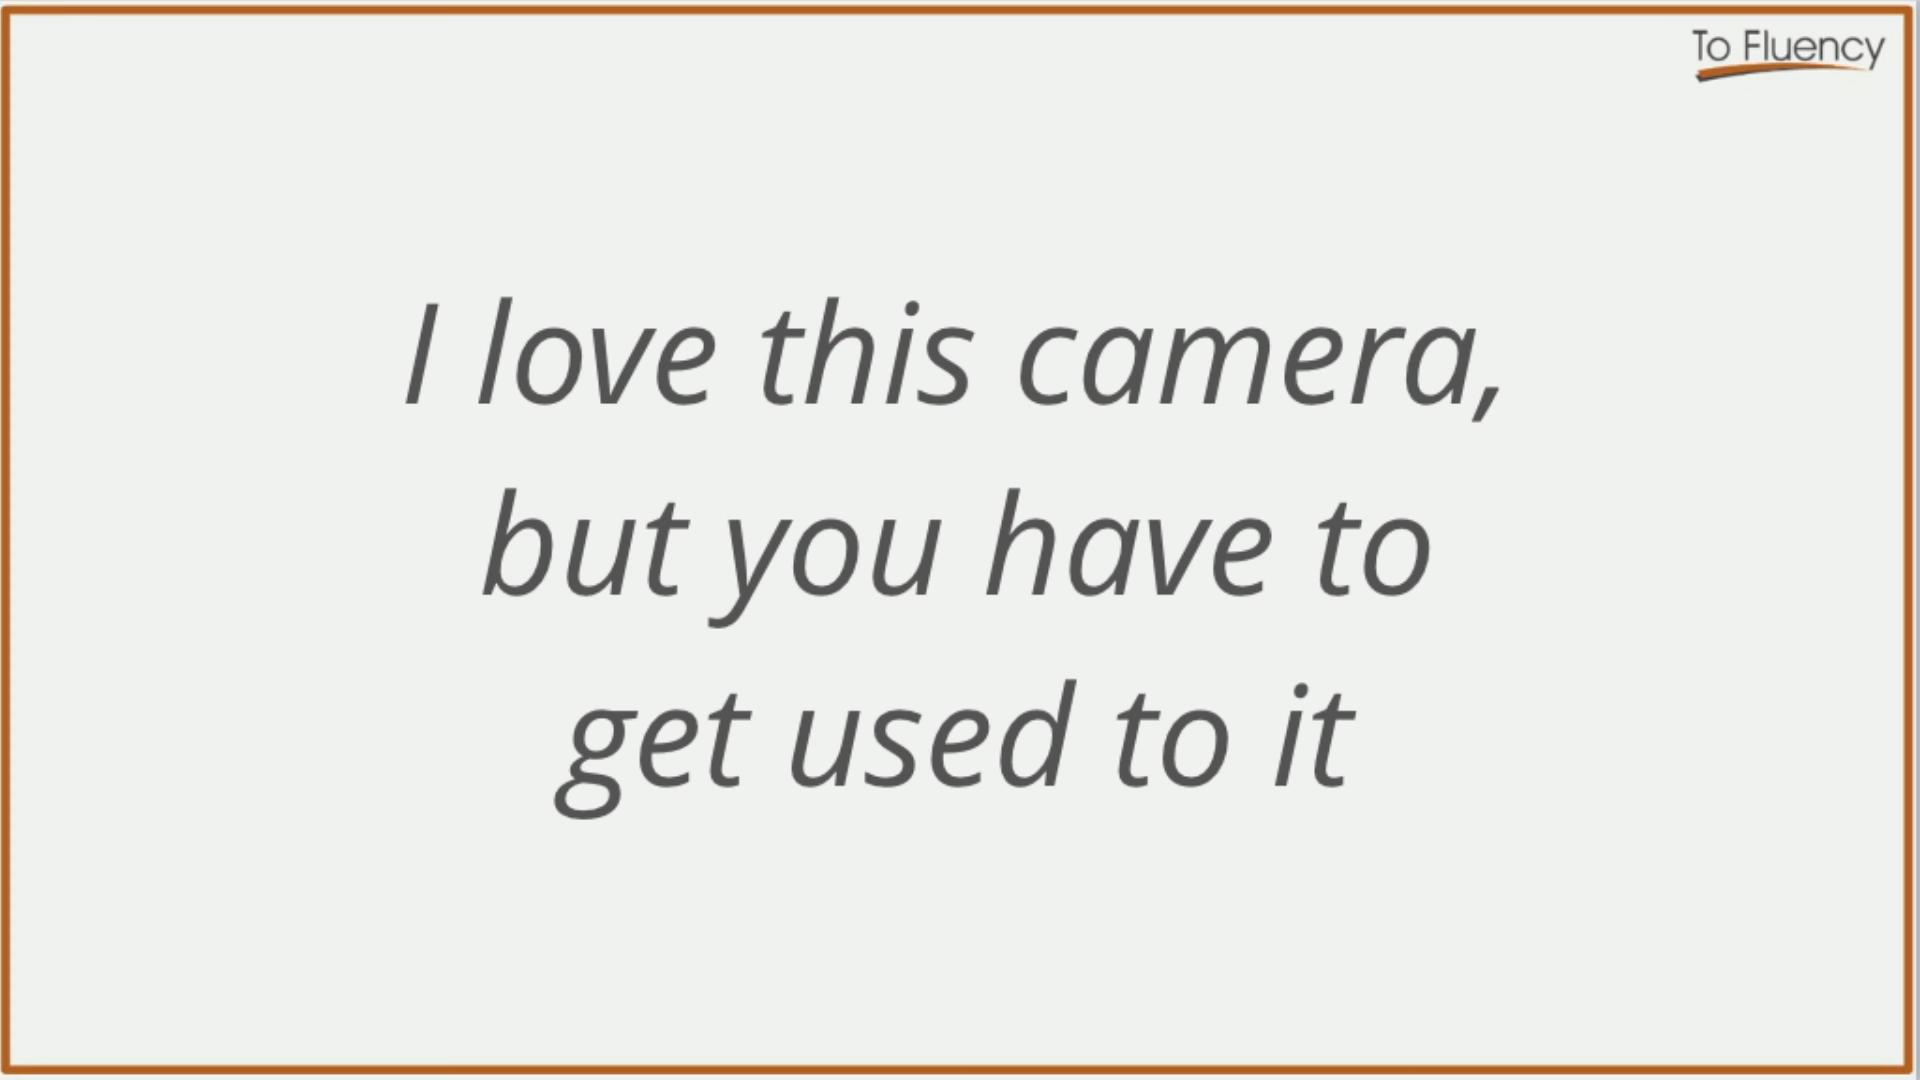 To Fluency
I love this camera,
but you have to
get used to it